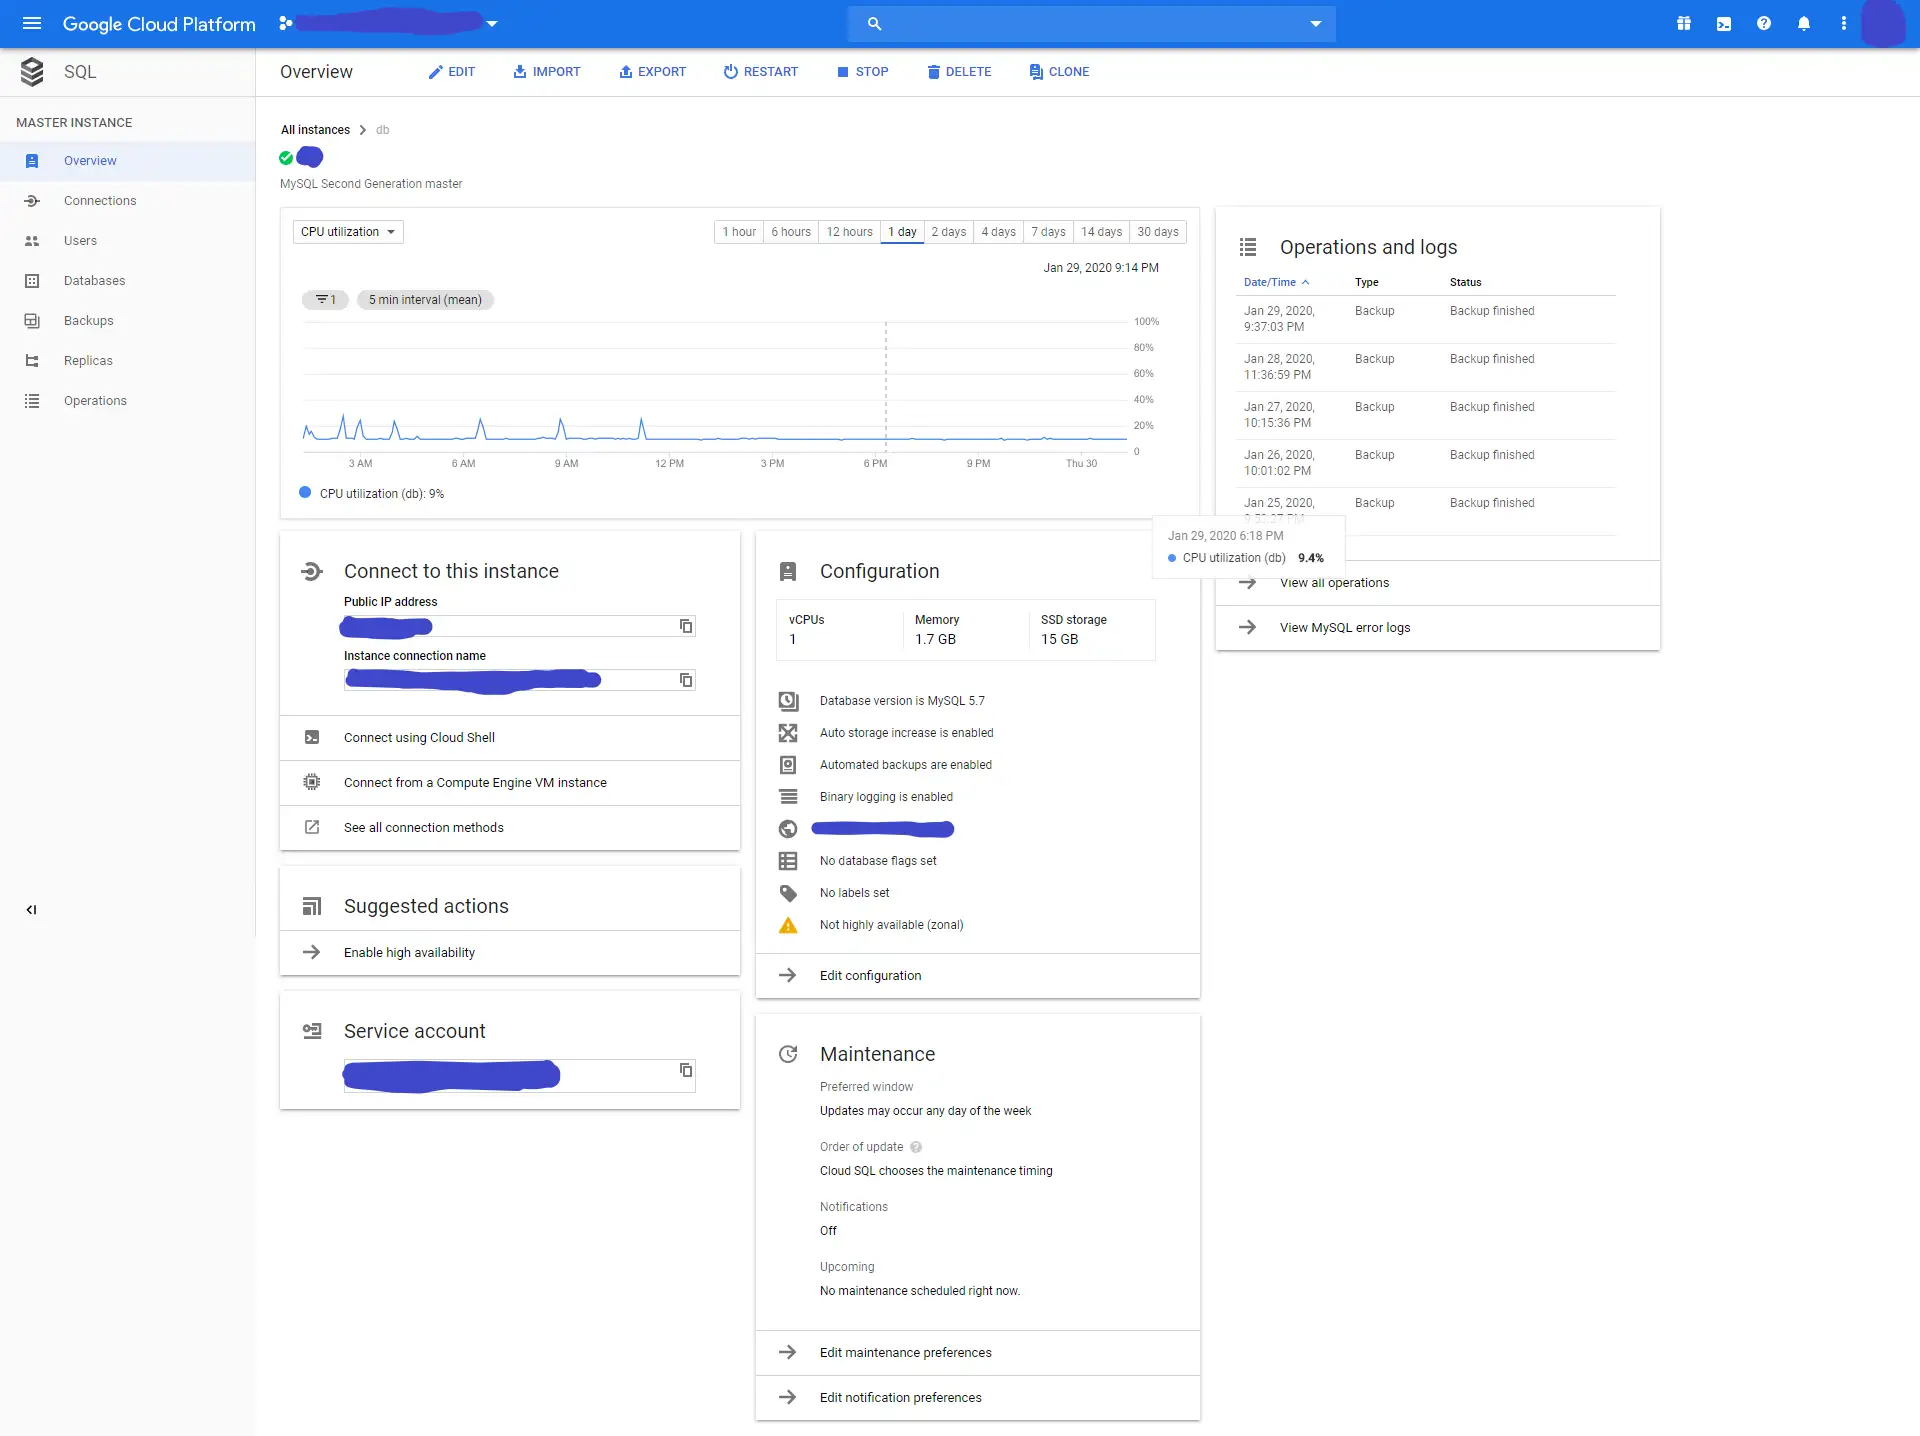 Google Cloud Platform
SQL
Overview
EDIT
IMPORT
EXPORT
RESTART
STOP
DELETE
CLONE
MASTER INSTANCE
Overview
Connections
Users
Databases
Backups
Replicas
Operations
All instances
db
MySQL Second Generation master
CPU utilization
1 hour 6 hours 12 hours 1 day 2 days 4 days 7 days 14 days 30 days
Jan 29, 2020 9:14 PM
1
5 min interval (mean)
100%
80%
60%
40%
20%
0
3 AM 6 AM 9 AM 12 PM 3 PM 6 PM 9 PM Thu 30
CPU utilization (db): 9%
Operations and logs
Date/Time Type Status
Jan 29, 2020, Backup Backup finished
9:37:03 PM
Jan 28, 2020, Backup Backup finished
11:36:59 PM
Jan 27, 2020, Backup Backup finished
10:15:36 PM
Jan 26, 2020, Backup Backup finished
10:01:02 PM
Jan 25, 2020, Backup Backup finished
Jan 29, 2020 6:18 PM
CPU utilization (db) 9.4%
View all operations
View MySQL error logs
Connect to this instance
Public IP address
Instance connection name
Connect using Cloud Shell
Connect from a Compute Engine VM instance
See all connection methods
Suggested actions
Enable high availability
Service account
Configuration
vCPUs Memory SSD storage
1 1.7 GB 15 GB
Database version is MySQL 5.7
Auto storage increase is enabled
Automated backups are enabled
Binary logging is enabled
No database flags set
No labels set
Not highly available (zonal)
Edit configuration
Maintenance
Preferred window
Updates may occur any day of the week
Order of update
Cloud SQL chooses the maintenance timing
Notifications
Off
Upcoming
No maintenance scheduled right now.
Edit maintenance preferences
Edit notification preferences